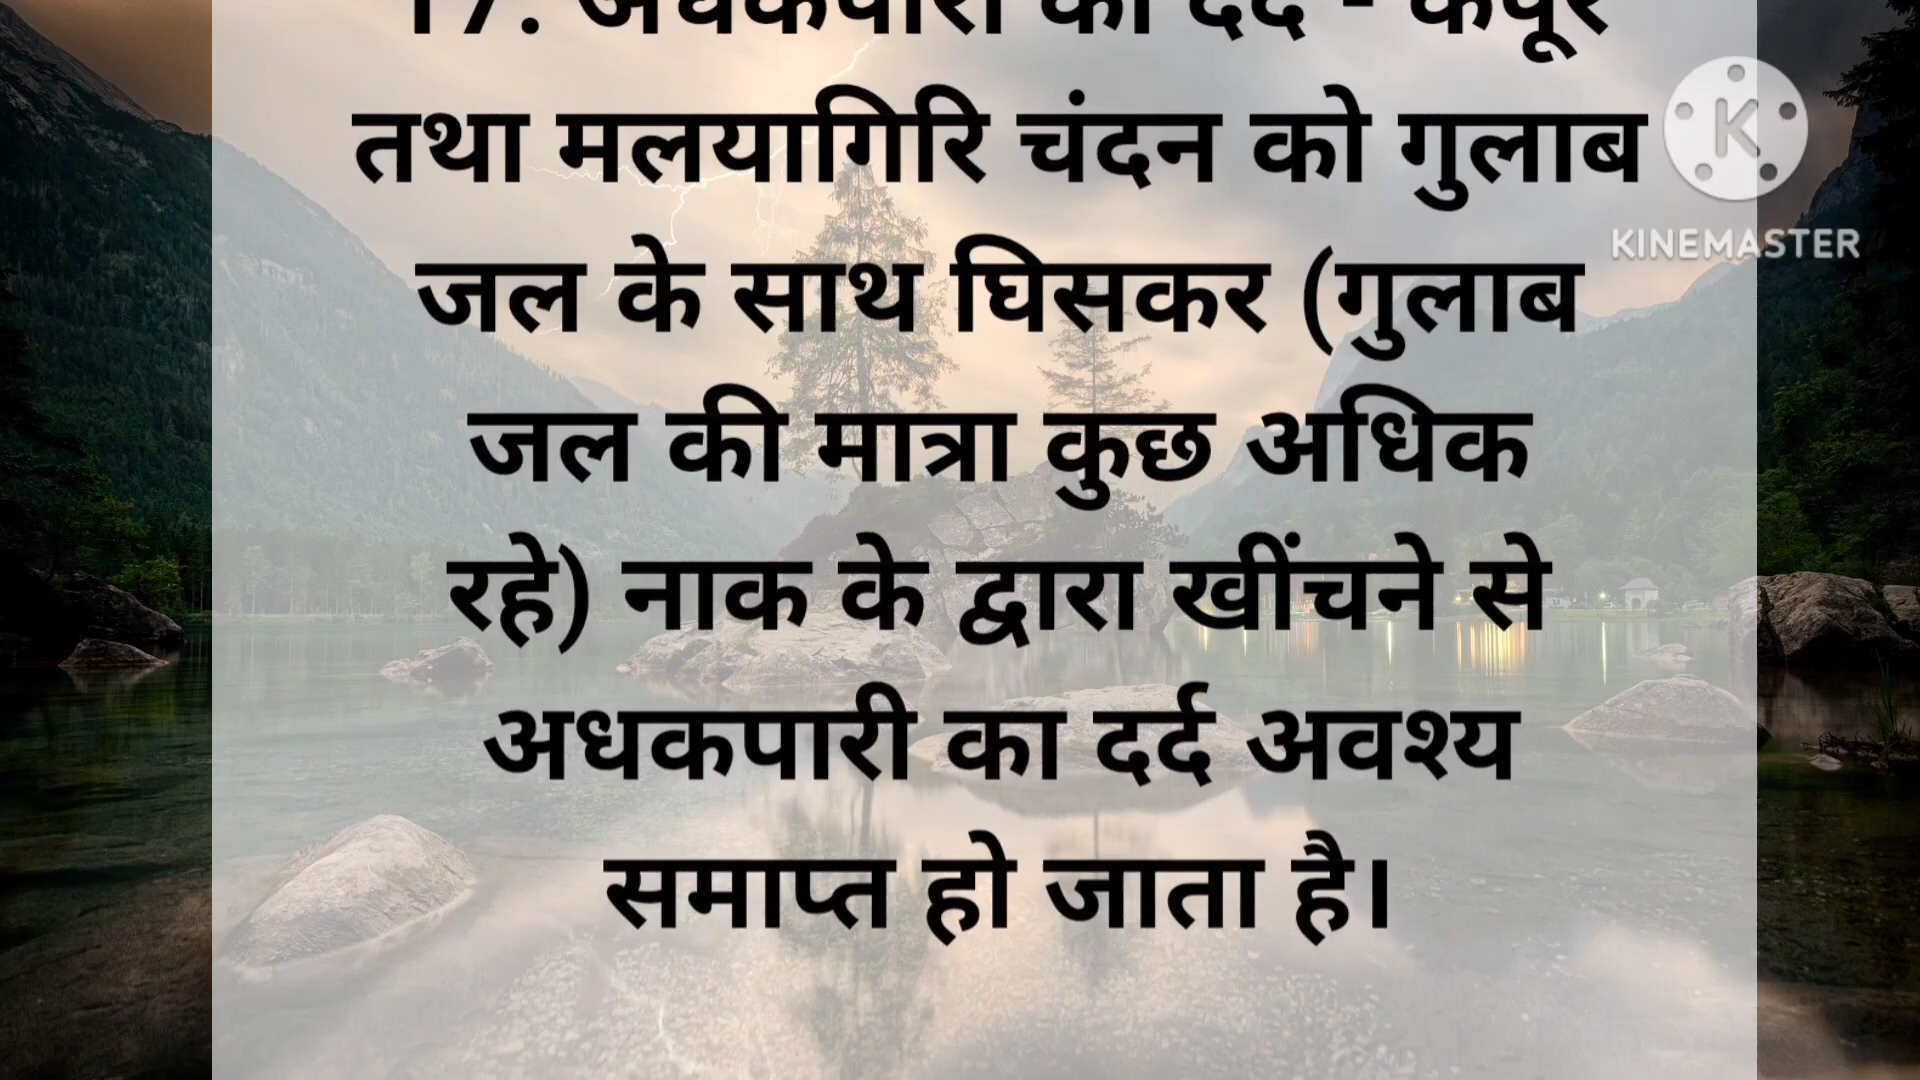 17. अधकपारी का दर्द - कपूर
तथा मलयागिरि चंदन को गुलाब
जल के साथ घिसकर (गुलाब
जल की मात्रा कुछ अधिक
रहे) नाक के द्वारा खींचने से
अधकपारी का दर्द अवश्य
समाप्त हो जाता है।
K
KINEMASTER